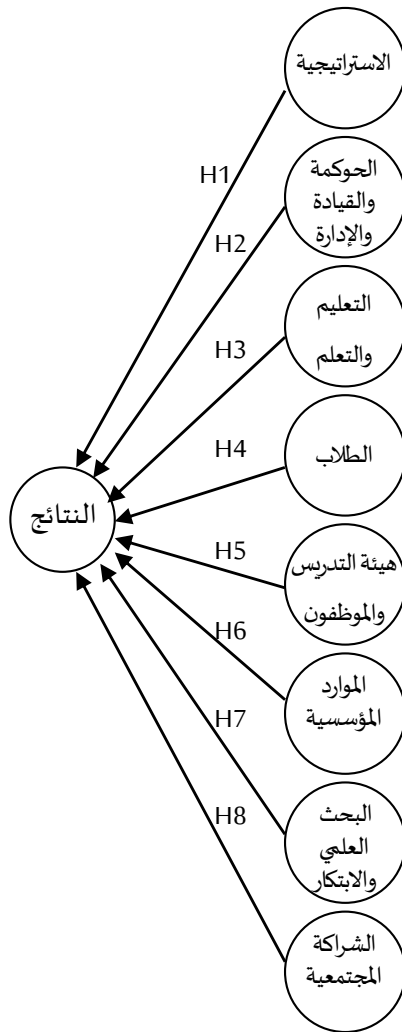 الاستراتيجية
H1
الحوكمة
والقيادة
والإدارة
H2
التعليم
والتعلم
H3
الطلاب
H4
النتائج
هيئة التدريس
والموظفون
H5
الموارد
المؤسسية
H6
البحث
العلمي
والابتكار
H7
الشراكة
المجتمعية
H8